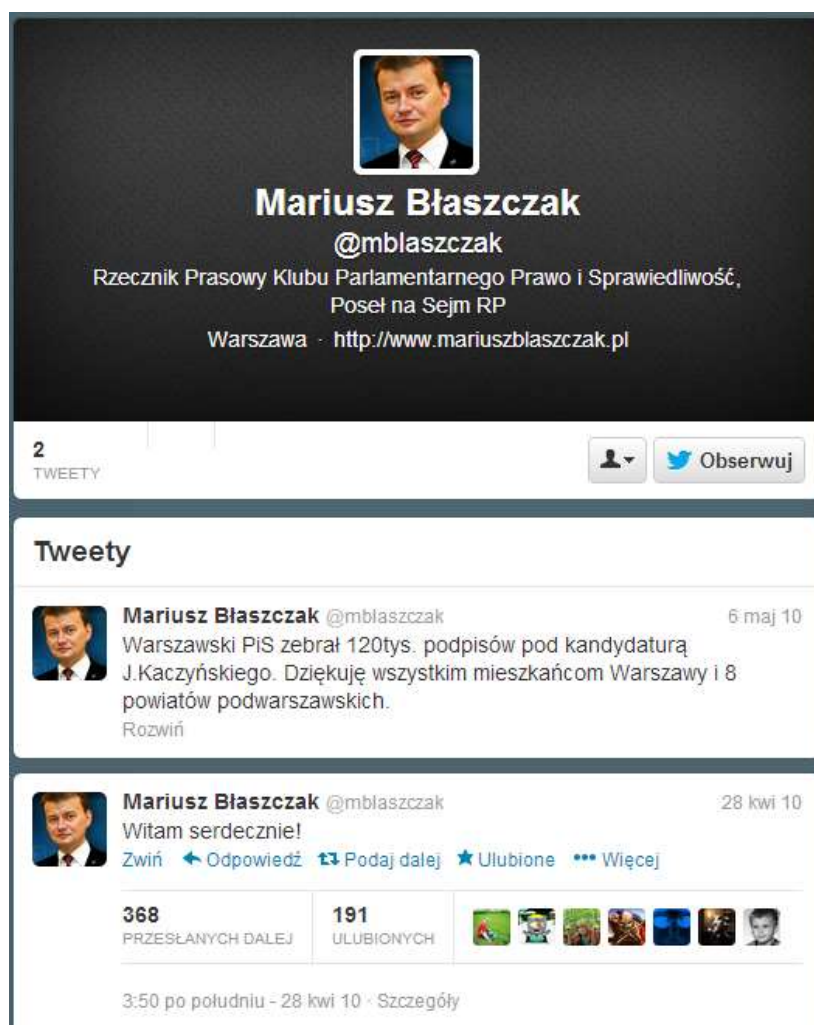 Mariusz Błaszczak
@mblaszczak
Rzecznik Prasowy Klubu Parlamentarnego Prawo i Sprawiedliwość,
Poseł na Sejm RP
Warszawa · http://www.mariuszblaszczak.pl
2
TWEETY
Obserwuj
Tweety
Mariusz Błaszczak @mblaszczak 6 maj 10
Warszawski PiS zebrał 120tys. podpisów pod kandydaturą
J.Kaczyńskiego. Dziękuję wszystkim mieszkańcom Warszawy i 8
powiatów podwarszawskich.
Rozwiń
Mariusz Błaszczak @mblaszczak 28 kwi 10
Witam serdecznie!
Zwiń Odpowiedź Podaj dalej Ulubione Więcej
368 191
PRZESŁANYCH DALEJ ULUBIONYCH
3:50 po południu - 28 kwi 10 · Szczegóły